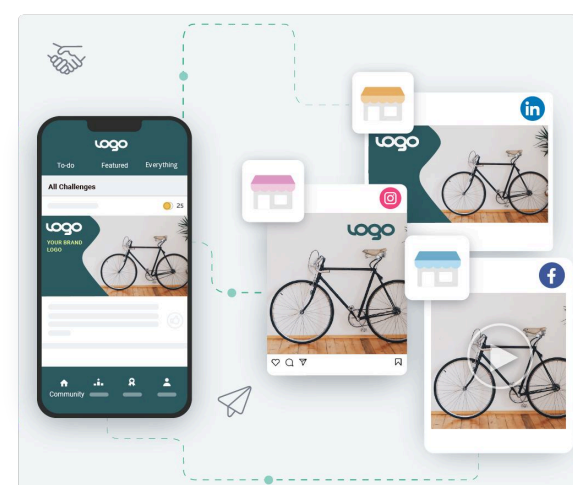 LOGO
To-do Featured Everything
All Challenges
25
LOGO
YOUR BRAND
LOGO
Community
in
LOGO
LOGO
f